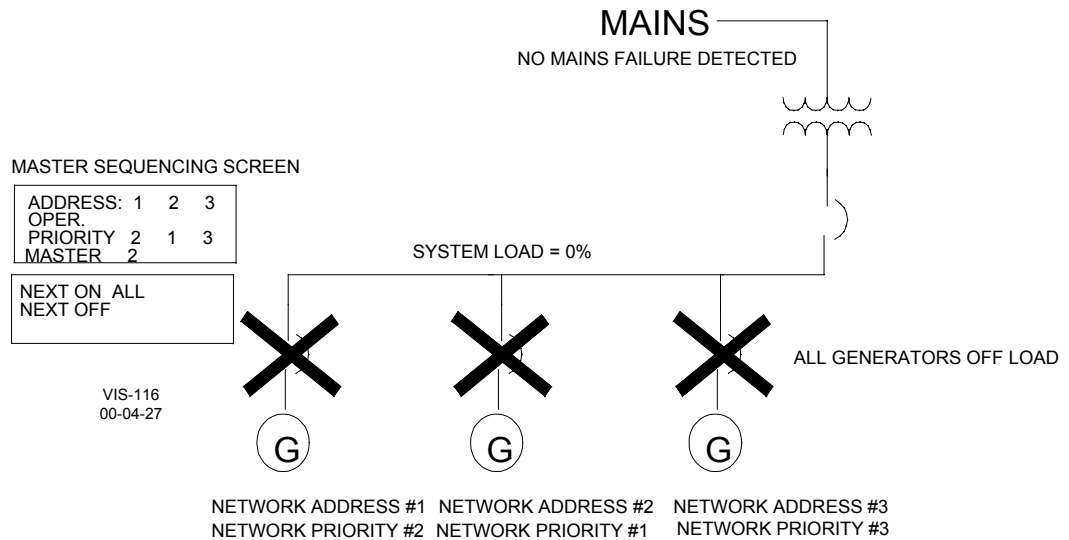 MAINS
NO MAINS FAILURE DETECTED
MASTER SEQUENCING SCREEN
ADDRESS: 1 2 3
OPER.
PRIORITY 2 1 3
MASTER 2
SYSTEM LOAD = 0%
NEXT ON ALL
NEXT OFF
ALL GENERATORS OFF LOAD
VIS-116
00-04-27
G G G
NETWORK ADDRESS #1 NETWORK ADDRESS #2 NETWORK ADDRESS #3
NETWORK PRIORITY #2 NETWORK PRIORITY #1 NETWORK PRIORITY #3